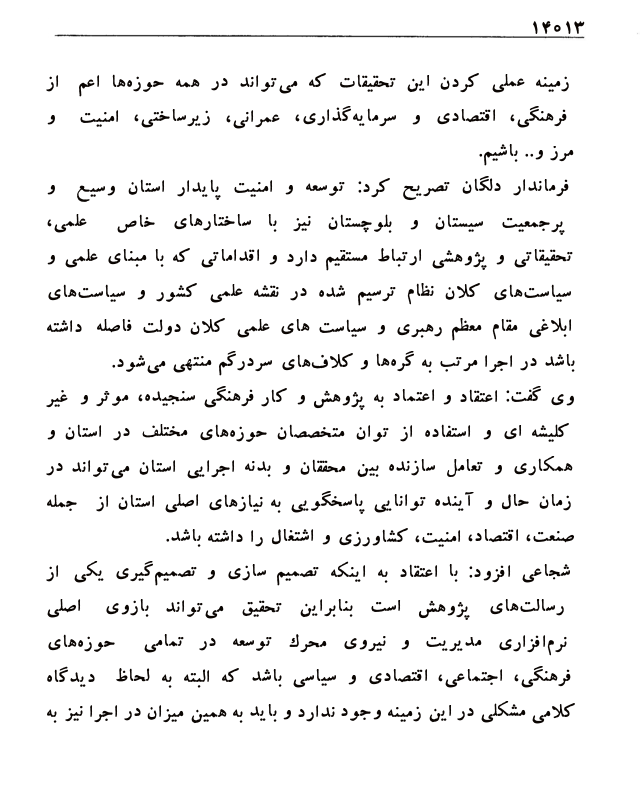 ۱۴۰۱۳
زمینه عملی کردن این تحقیقات که می‌تواند در همه حوزه‌ها اعم از
فرهنگی، اقتصادی و سرمایه‌گذاری، عمرانی، زیرساختی، امنیت و
مرز و.. باشیم.
فرماندار دلگان تصریح کرد: توسعه و امنیت پایدار استان وسیع و
پرجمعیت سیستان و بلوچستان نیز با ساختارهای خاص علمی،
تحقیقاتی و پژوهشی ارتباط مستقیم دارد و اقداماتی که با مبنای علمی و
سیاست‌های کلان نظام ترسیم شده در نقشه علمی کشور و سیاست‌های
ابلاغی مقام معظم رهبری و سیاست های علمی کلان دولت فاصله داشته
باشد در اجرا مرتب به گره‌ها و کلاف‌های سردرگم منتهی می‌شود.
وی گفت: اعتقاد و اعتماد به پژوهش و کار فرهنگی سنجیده، موثر و غیر
کلیشه ای و استفاده از توان متخصصان حوزه‌های مختلف در استان و
همکاری و تعامل سازنده بین محققان و بدنه اجرایی استان می‌تواند در
زمان حال و آینده توانایی پاسخگویی به نیازهای اصلی استان از جمله
صنعت، اقتصاد، امنیت، کشاورزی و اشتغال را داشته باشد.
شجاعی افزود: با اعتقاد به اینکه تصمیم سازی و تصمیم‌گیری یکی از
رسالت‌های پژوهش است بنابراین تحقیق می‌تواند بازوی اصلی
نرم‌افزاری مدیریت و نیروی محرك توسعه در تمامی حوزه‌های
فرهنگی، اجتماعی، اقتصادی و سیاسی باشد که البته به لحاظ دیدگاه
کلامی مشکلی در این زمینه وجود ندارد و باید به همین میزان در اجرا نیز به